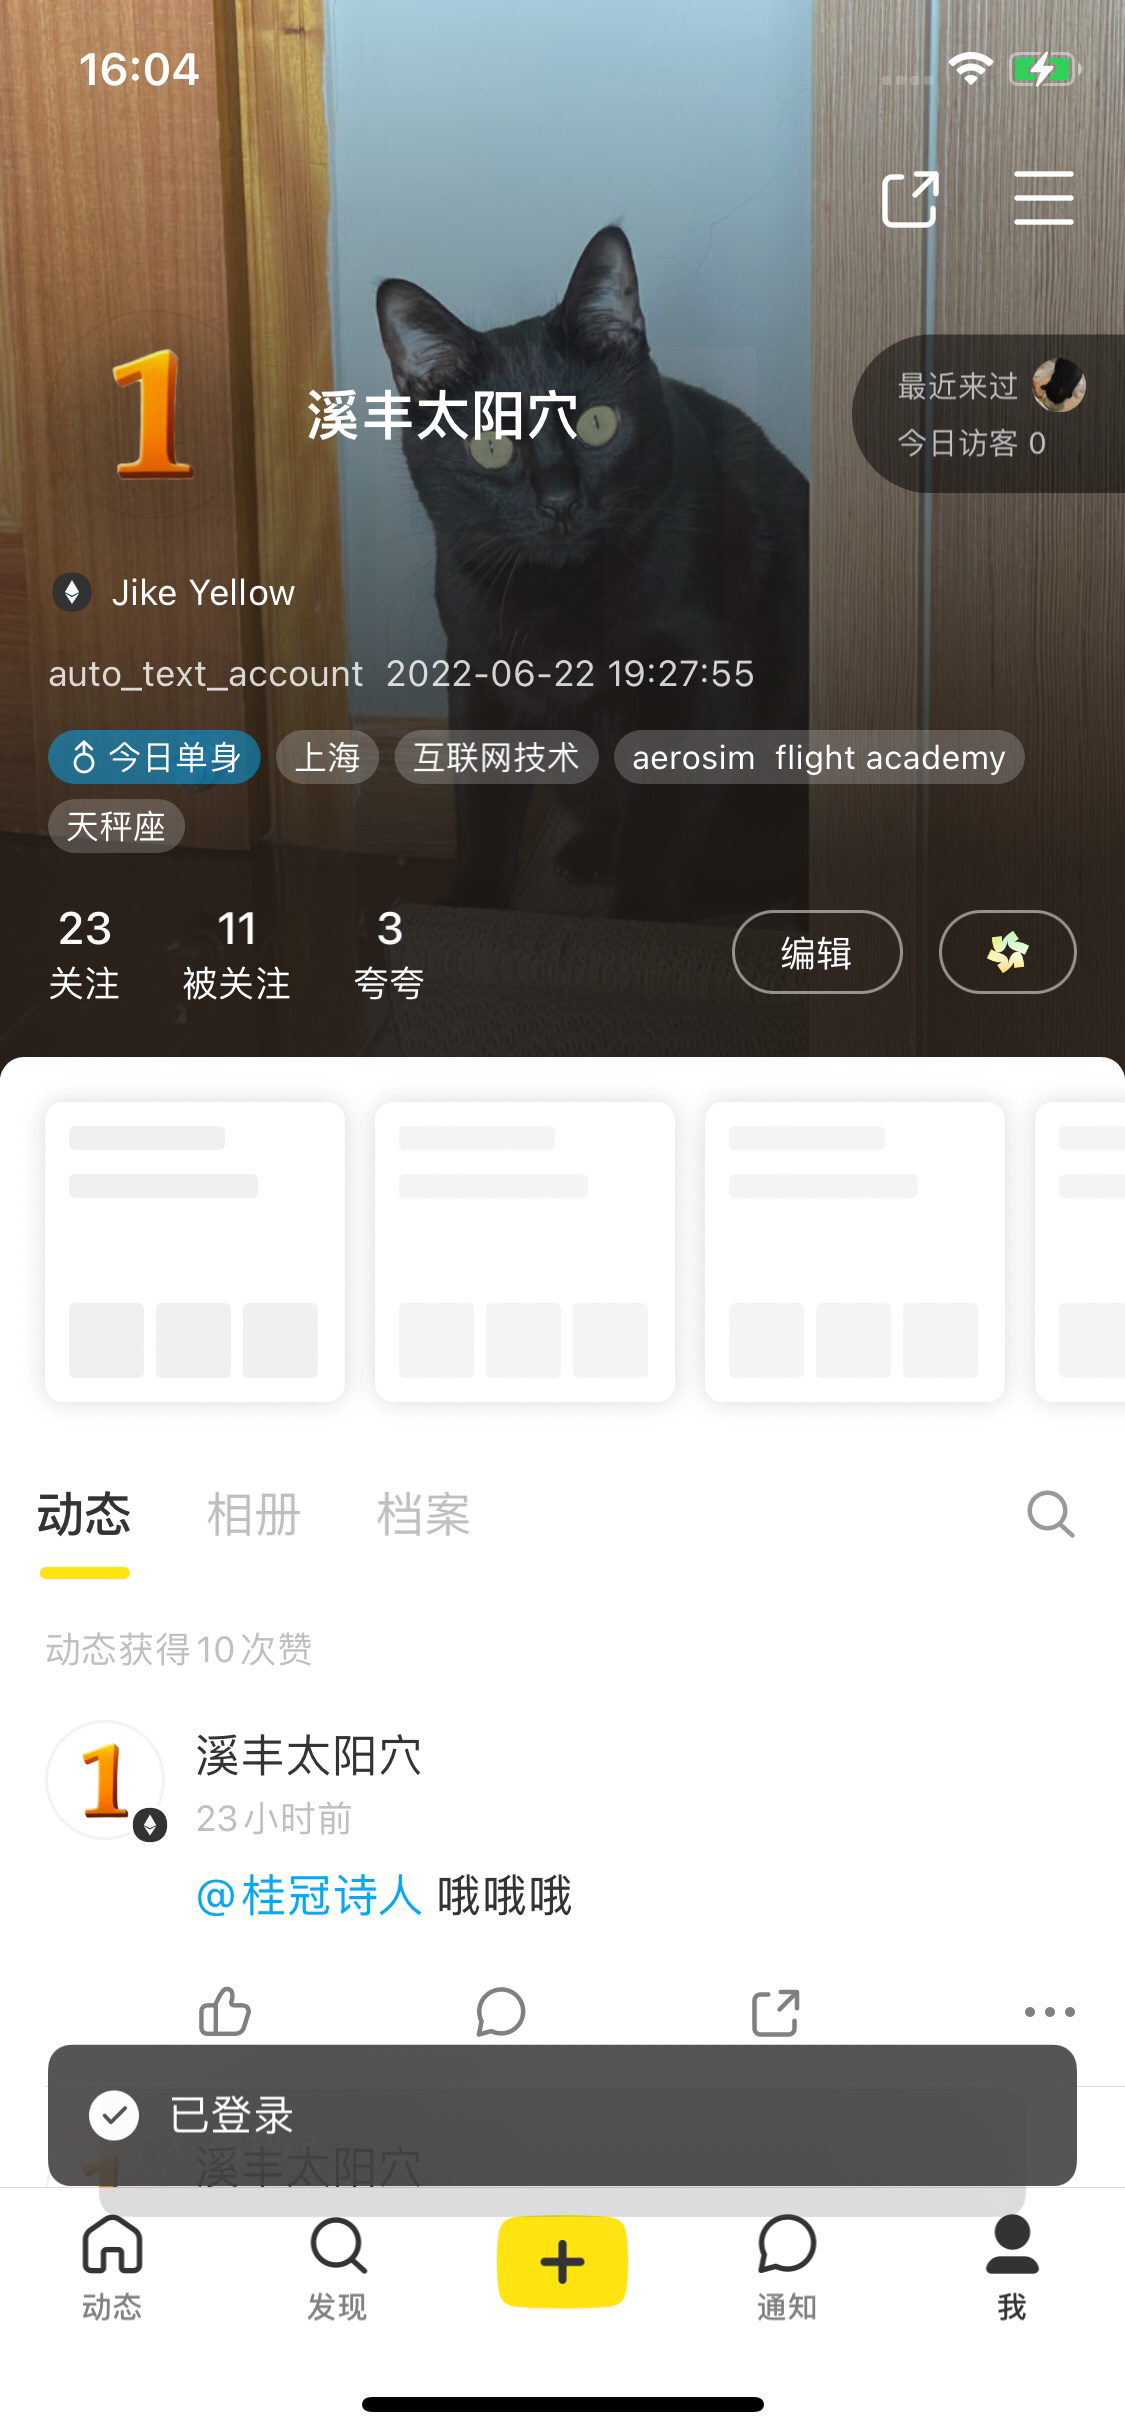 16:04
溪丰太阳穴
最近来过
今日访客 0
Jike Yellow
auto_text_account 2022-06-22 19:27:55
今日单身 上海 互联网技术 aerosim flight academy
天秤座
23 11 3
关注 被关注 夸夸 编辑
动态 相册 档案
动态获得10次赞
溪丰太阳穴
23小时前
@桂冠诗人 哦哦哦
已登录
溪丰太阳穴
动态 发现 通知 我